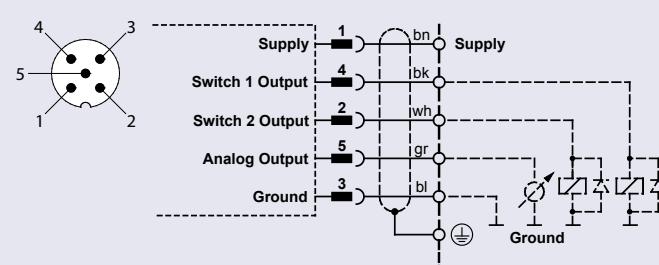 4 3
5
1 2
Supply 1 bn Supply
Switch 1 Output 4 bk
Switch 2 Output 2 wh
Analog Output 5 gr
Ground 3 bl
Ground